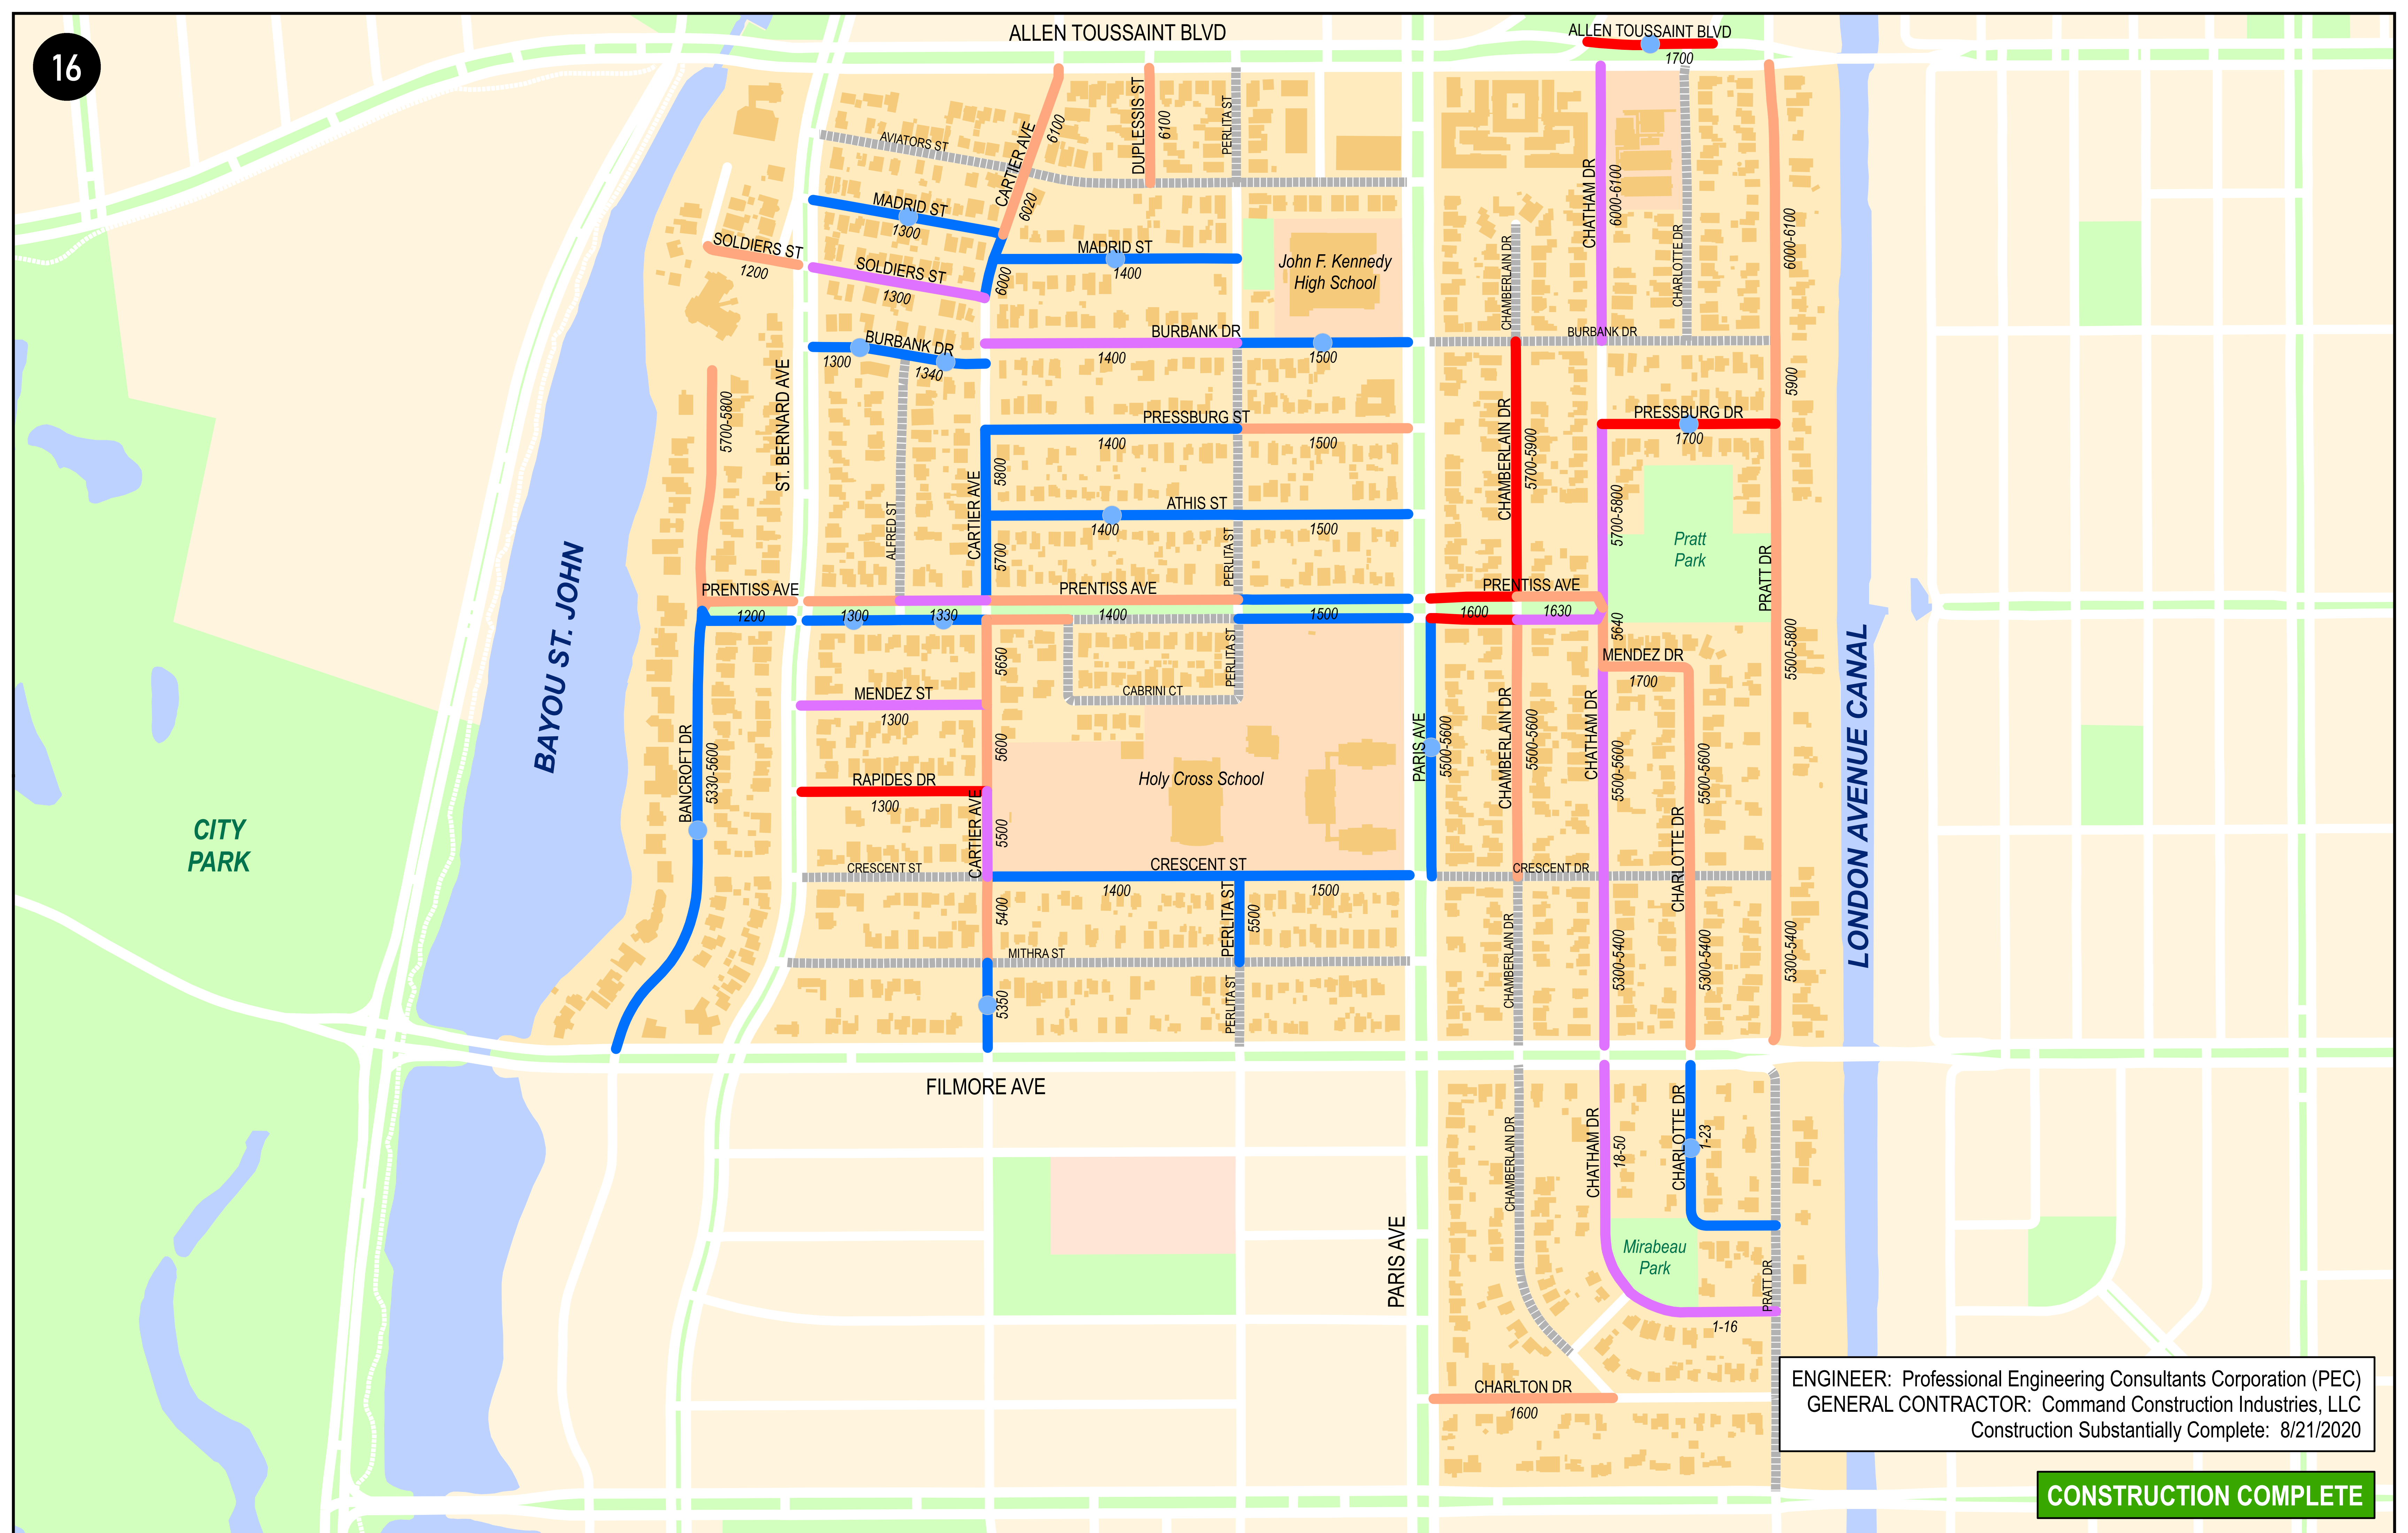 16
ALLEN TOUSSAINT BLVD
ALLEN TOUSSAINT BLVD
1700
AVIATORS ST
CARTIER AVE
6100
DUPLESSIS ST
6100
PERLITA ST
MADRID ST
1300
6020
CHATHAM DR
6000-6100
CHARLOTTE DR
6000-6100
SOLDIERS ST
1200
SOLDIERS ST
1300
6000
MADRID ST
1400
John F. Kennedy
High School
CHAMBERLAIN DR
BURBANK DR
1300
1340
BURBANK DR
1400
1500
BURBANK DR
5700-5800
ST. BERNARD AVE
5900
PRESSBURG ST
1400
1500
PRESSBURG DR
1700
CHAMBERLAIN DR
5700-5900
5800
CARTIER AVE
ALFRED ST
5700
ATHIS ST
1400
1500
PERLITA ST
5700-5800
Pratt
Park
PRATT DR
BAYOU ST. JOHN
PRENTISS AVE
1200
1300
1330
PRENTISS AVE
1400
1500
PRENTISS AVE
1600
1630
5640
MENDEZ DR
1700
5500-5800
LONDON AVENUE CANAL
5650
PERLITA ST
CABRINI CT
MENDEZ ST
1300
BANCROFT DR
5330-5600
5600
PARIS AVE
5500-5600
CHAMBERLAIN DR
5500-5600
CHATHAM DR
5500-5600
5500-5600
CHARLOTTE DR
Holy Cross School
RAPIDES DR
1300
CARTIER AVE
5500
CITY
PARK
CRESCENT ST
CRESCENT ST
1400
1500
CRESCENT DR
5400
PERLITA ST
5500
CHAMBERLAIN DR
5300-5400
5300-5400
5300-5400
MITHRA ST
5350
PERLITA ST
FILMORE AVE
CHAMBERLAIN DR
CHATHAM DR
18-50
CHARLOTTE DR
1-23
PARIS AVE
Mirabeau
Park
PRATT DR
1-16
CHARLTON DR
1600
ENGINEER: Professional Engineering Consultants Corporation (PEC)
GENERAL CONTRACTOR: Command Construction Industries, LLC
Construction Substantially Complete: 8/21/2020
CONSTRUCTION COMPLETE